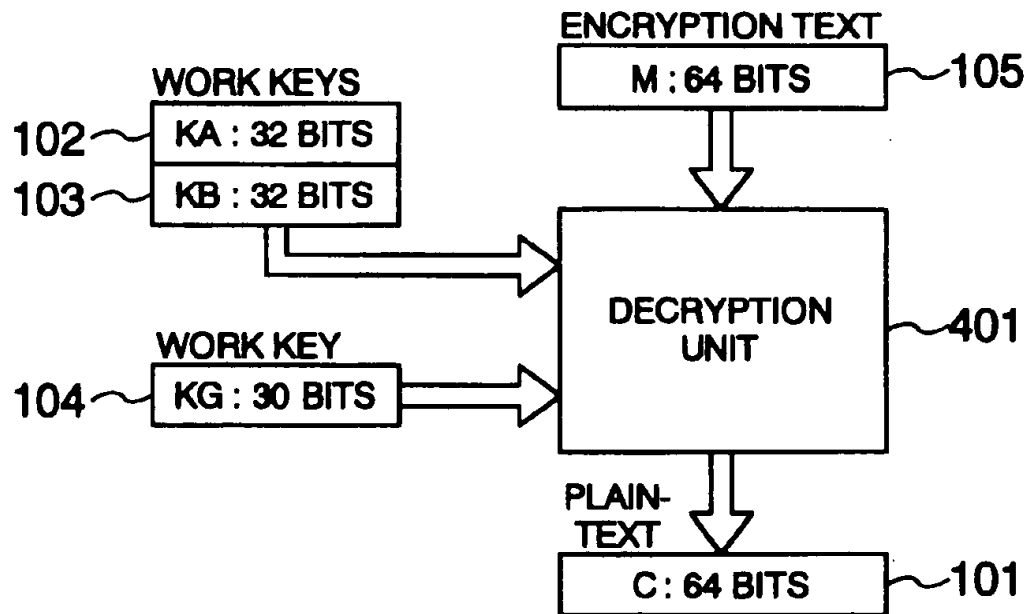 ENCRYPTION TEXT
M : 64 BITS
105
WORK KEYS
102
KA : 32 BITS
103
KB : 32 BITS
DECRYPTION
UNIT
401
WORK KEY
104
KG : 30 BITS
PLAIN-
TEXT
C : 64 BITS
101